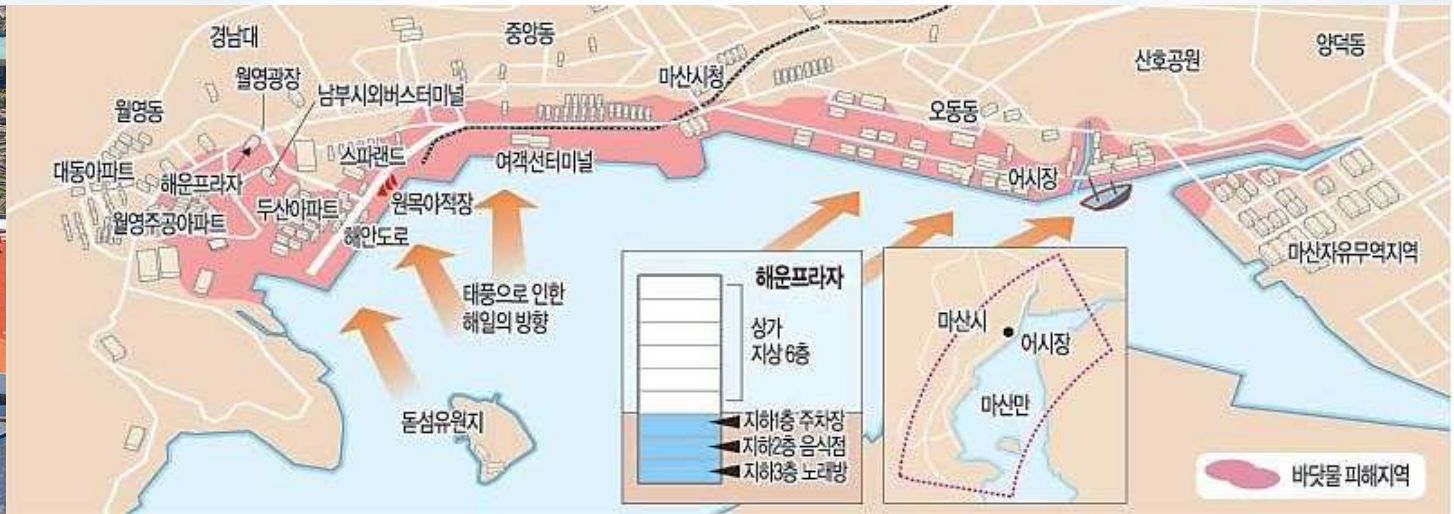 경남대
중앙동
양덕동
월영광장
마산시청
산호공원
남부시외버스터미널
월영동
오동동
스파랜드
여객선터미널
대동아파트
해운프라자
어시장
두산아파트
원목야적장
월영주공아파트
해안도로
마산자유무역지역
태풍으로 인한
해일의 방향
돝섬유원지
해운프라자
상가
지상 6층
지하1층 주차장
지하2층 음식점
지하3층 노래방
마산시
어시장
마산만
바닷물 피해지역